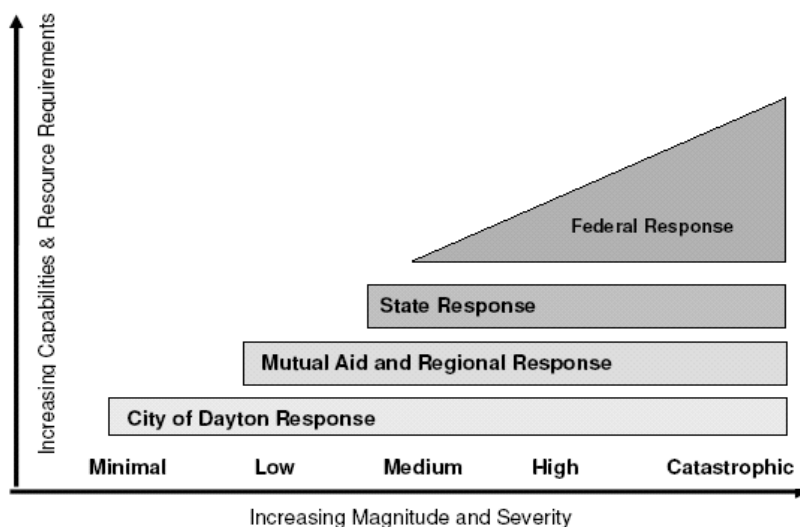 Increasing Capabilities & Resource Requirements
Federal Response
State Response
Mutual Aid and Regional Response
City of Dayton Response
Minimal Low Medium High Catastrophic
Increasing Magnitude and Severity